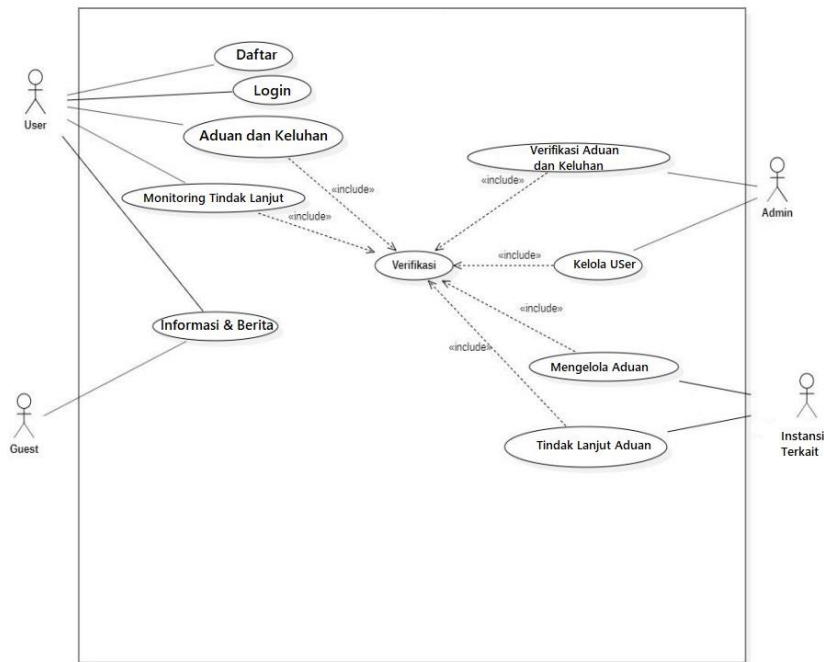 Daftar
Login
User
Aduan dan Keluhan
Verifikasi Aduan
dan Keluhan
«include»
«include»
Monitoring Tindak Lanjut
«include»
Admin
«include»
Verifikasi
Kelola USer
«include»
Informasi & Berita
«include»
Mengelola Aduan
Guest
Tindak Lanjut Aduan
Instansi
Terkait